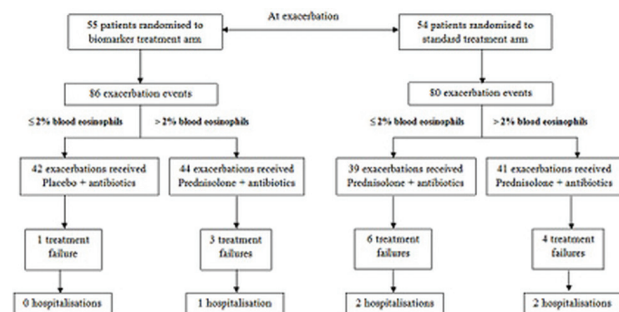 55 patients randomised to
biomarker treatment arm
At exacerbation
54 patients randomised to
standard treatment arm
86 exacerbation events
80 exacerbation events
≤2% blood eosinophils
>2% blood eosinophils
≤2% blood eosinophils
>2% blood eosinophils
42 exacerbations received
Placebo + antibiotics
44 exacerbations received
Prednisolone + antibiotics
39 exacerbations received
Prednisolone + antibiotics
41 exacerbations received
Prednisolone + antibiotics
1 treatment
failure
3 treatment
failures
6 treatment
failures
4 treatment
failures
0 hospitalisations
1 hospitalisation
2 hospitalisations
2 hospitalisations